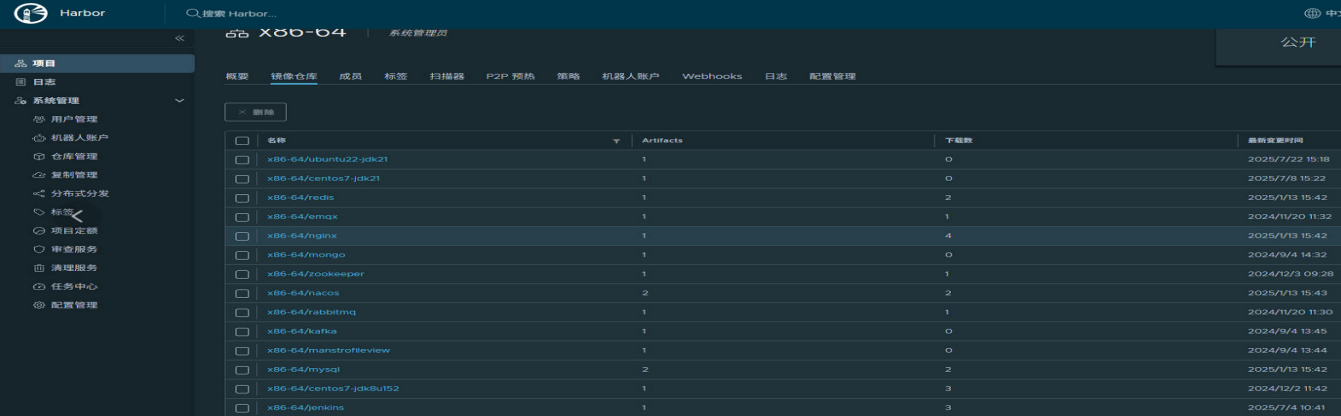 Harbor
搜索 Harbor...
中文
x86-64
系统管理员
公开
项目
日志
系统管理
用户管理
机器人账户
仓库管理
复制管理
分布式分发
标签
项目定额
审查服务
清理服务
任务中心
配置管理
概要 镜像仓库 成员 标签 扫描器 P2P 预热 策略 机器人账户 Webhooks 日志 配置管理
删除
名称 Artifacts 下载数 最新变更时间
x86-64/ubuntu22-jdk21 1 0 2025/7/22 15:18
x86-64/centos7-jdk21 1 0 2025/7/8 15:22
x86-64/redis 1 2 2025/1/13 15:42
x86-64/emqx 1 1 2024/11/20 11:32
x86-64/nginx 1 4 2025/1/13 15:42
x86-64/mongo 1 0 2024/9/4 14:32
x86-64/zookeeper 1 1 2024/12/3 09:28
x86-64/nacos 2 2 2025/1/13 15:43
x86-64/rabbitmq 1 1 2024/11/20 11:30
x86-64/kafka 1 0 2024/9/4 13:45
x86-64/manstrofileview 1 0 2024/9/4 13:44
x86-64/mysql 2 2 2025/1/13 15:42
x86-64/centos7-jdk8u152 1 3 2024/12/2 11:42
x86-64/jenkins 1 3 2025/7/4 10:41